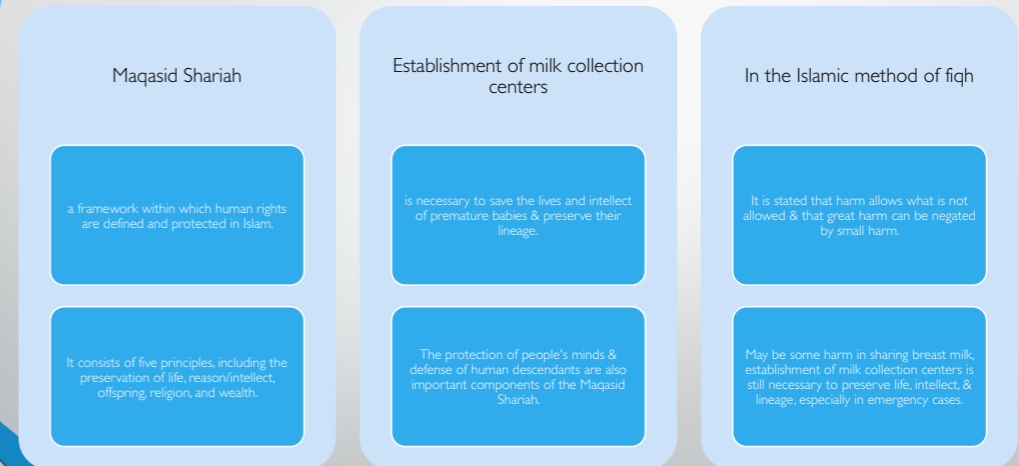 Maqasid Shariah
a framework within which human rights
are defined and protected in Islam.
It consists of five principles, including the
preservation of life, reason/intellect,
offspring, religion, and wealth.
Establishment of milk collection
centers
is necessary to save the lives and intellect
of premature babies & preserve their
lineage.
The protection of people's minds &
defense of human descendants are also
important components of the Maqasid
Shariah.
In the Islamic method of fiqh
It is stated that harm allows what is not
allowed & that great harm can be negated
by small harm.
May be some harm in sharing breast milk,
establishment of milk collection centers is
still necessary to preserve life, intellect, &
lineage, especially in emergency cases.